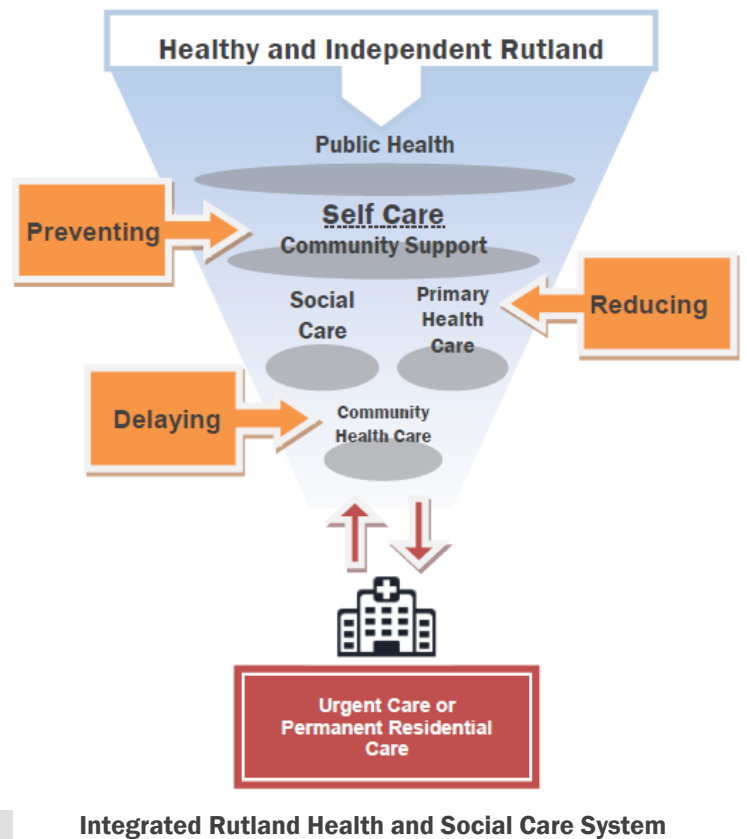 Healthy and Independent Rutland
Public Health
Preventing
Self Care
Community Support
Social
Care
Primary
Health
Care
Reducing
Delaying
Community
Health Care
Urgent Care or
Permanent Residential
Care
Integrated Rutland Health and Social Care System